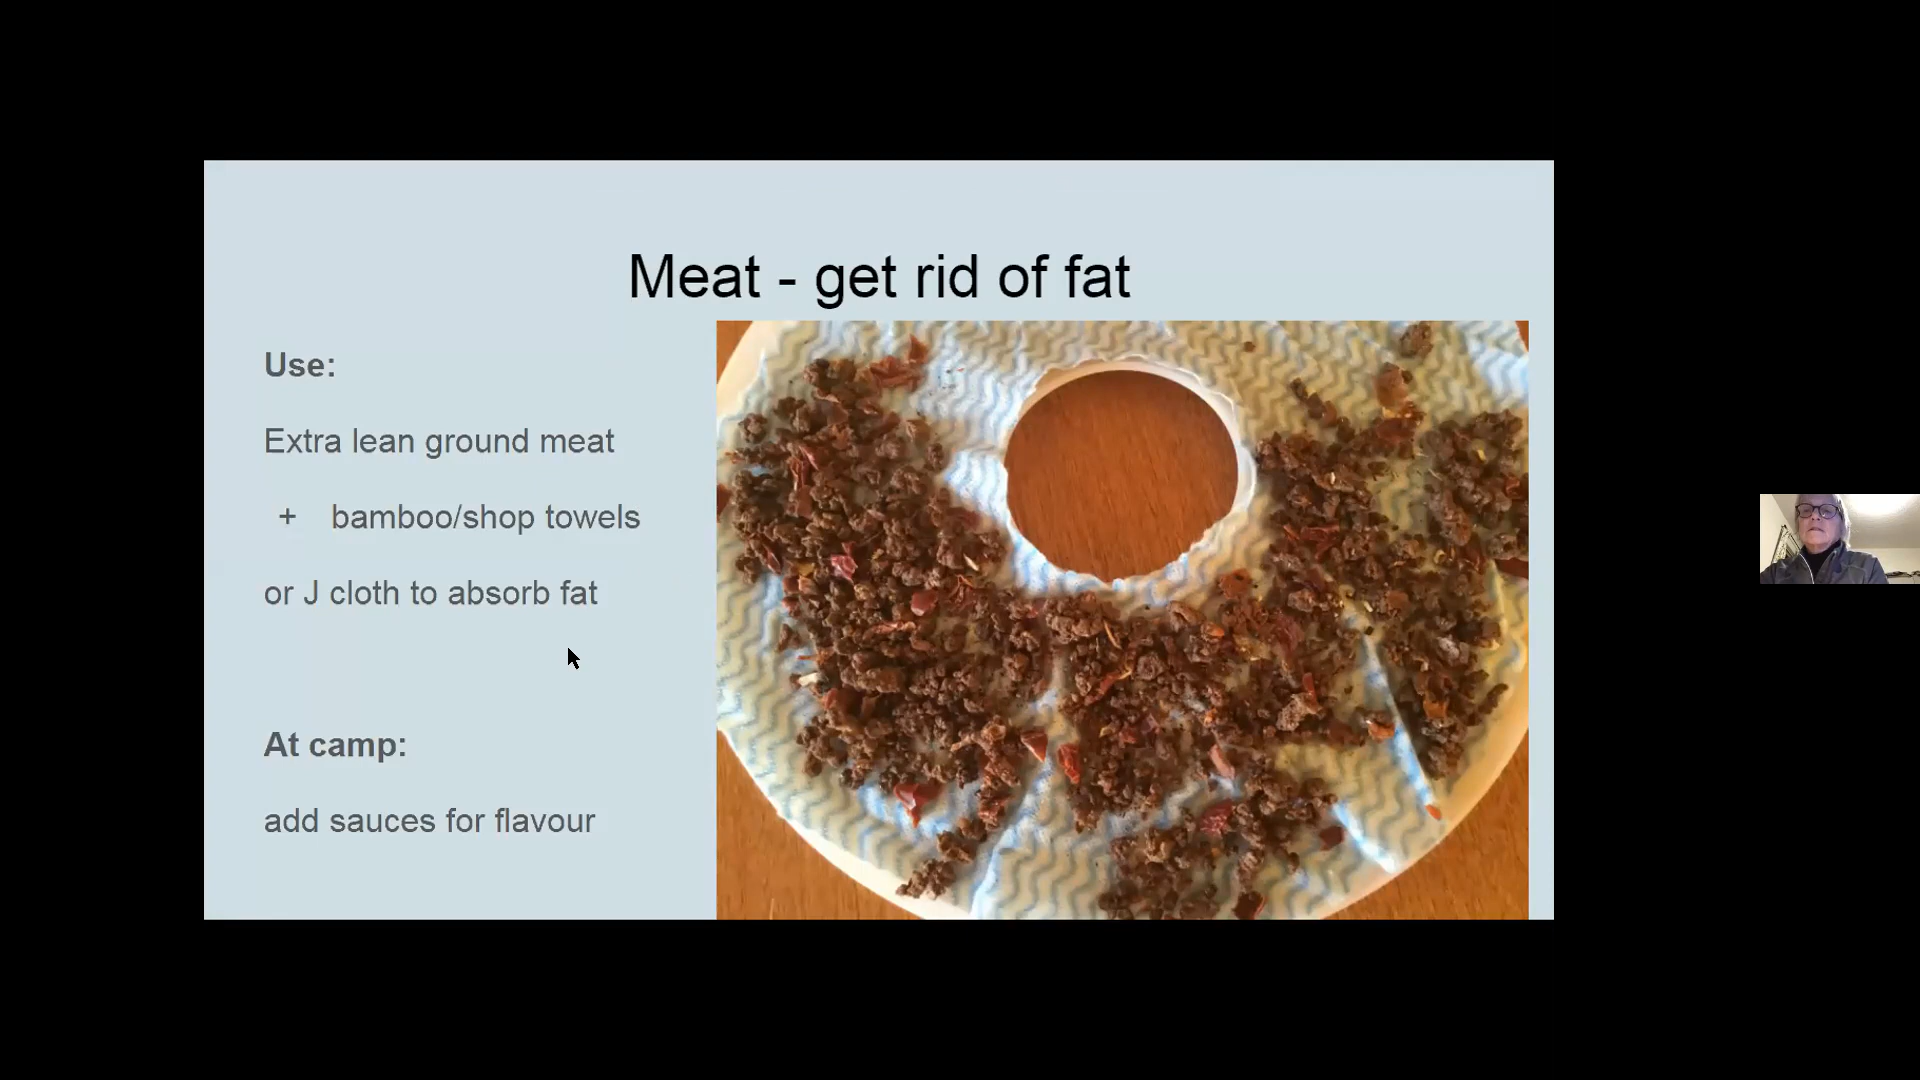 Meat - get rid of fat
Use:
Extra lean ground meat
+ bamboo/shop towels
or J cloth to absorb fat
At camp:
add sauces for flavour